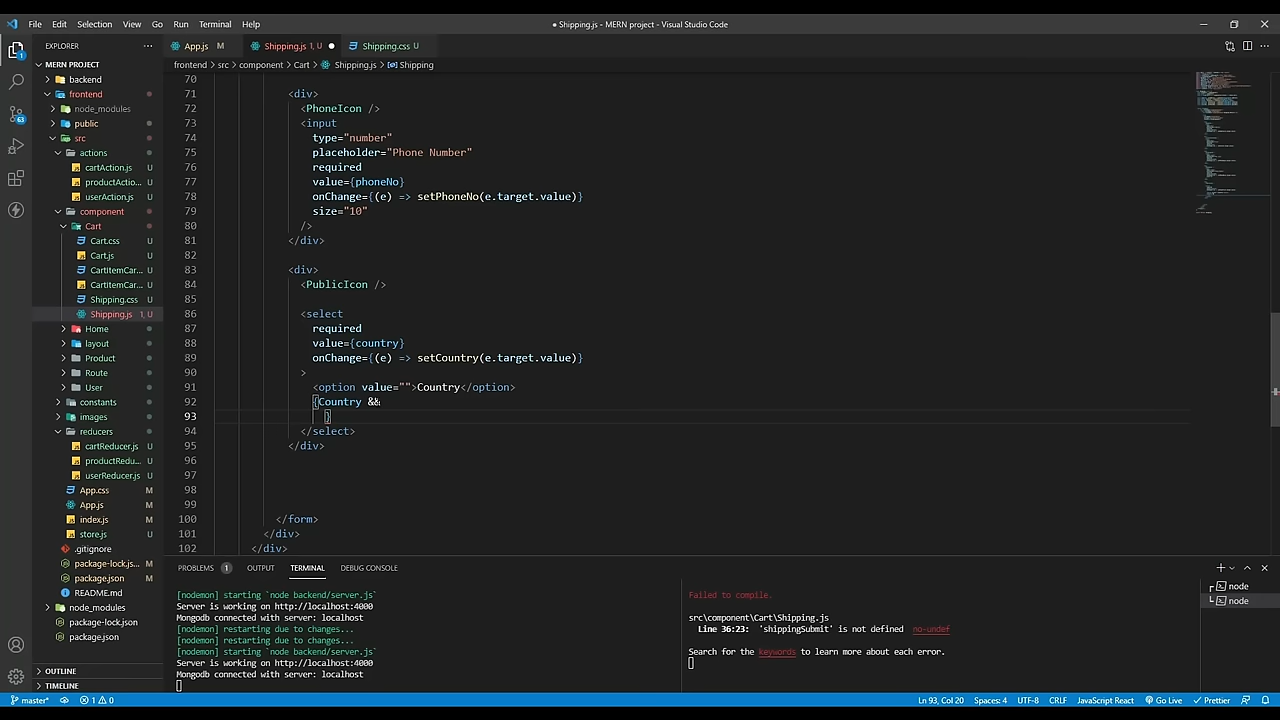 File Edit Selection View Go Run Terminal Help
● Shipping.js - MERN project - Visual Studio Code
EXPLORER
App.js M
Shipping.js 1, U
Shipping.css U
MERN PROJECT
frontend > src > component > Cart > Shipping.js > Shipping
backend
frontend
node_modules
public
src
actions
cartAction.js U
productActio... U
userAction.js U
component
Cart
Cart.css U
Cart.js U
CartItemCar... U
CartItemCar... U
Shipping.css U
Shipping.js 1, U
Home
layout
Product
Route
User
constants
images
reducers
cartReducer.js U
productRedu... U
userReducer.js U
App.css M
App.js M
index.js M
store.js U
.gitignore
package-lock.js... M
package.json M
README.md
node_modules
package-lock.json
package.json
OUTLINE
TIMELINE
70
71 <div>
72 <PhoneIcon />
73 <input
74 type="number"
75 placeholder="Phone Number"
76 required
77 value={phoneNo}
78 onChange={(e) => setPhoneNo(e.target.value)}
79 size="10"
80 />
81 </div>
82
83 <div>
84 <PublicIcon />
85
86 <select
87 required
88 value={country}
89 onChange={(e) => setCountry(e.target.value)}
90 >
91 <option value="">Country</option>
92 {Country &&
93 }
94 </select>
95 </div>
96
97
98
99
100 </form>
101 </div>
102 </div>
PROBLEMS 1 OUTPUT TERMINAL DEBUG CONSOLE
[nodemon] starting `node backend/server.js`
Server is working on http://localhost:4000
Mongodb connected with server: localhost
[nodemon] restarting due to changes...
[nodemon] restarting due to changes...
[nodemon] starting `node backend/server.js`
Server is working on http://localhost:4000
Mongodb connected with server: localhost
Failed to compile.
src\component\Cart\Shipping.js
Line 36:23: 'shippingSubmit' is not defined no-undef
Search for the keywords to learn more about each error.
node
node
master* 1 0
Ln 93, Col 20 Spaces: 4 UTF-8 CRLF JavaScript React Go Live Prettier